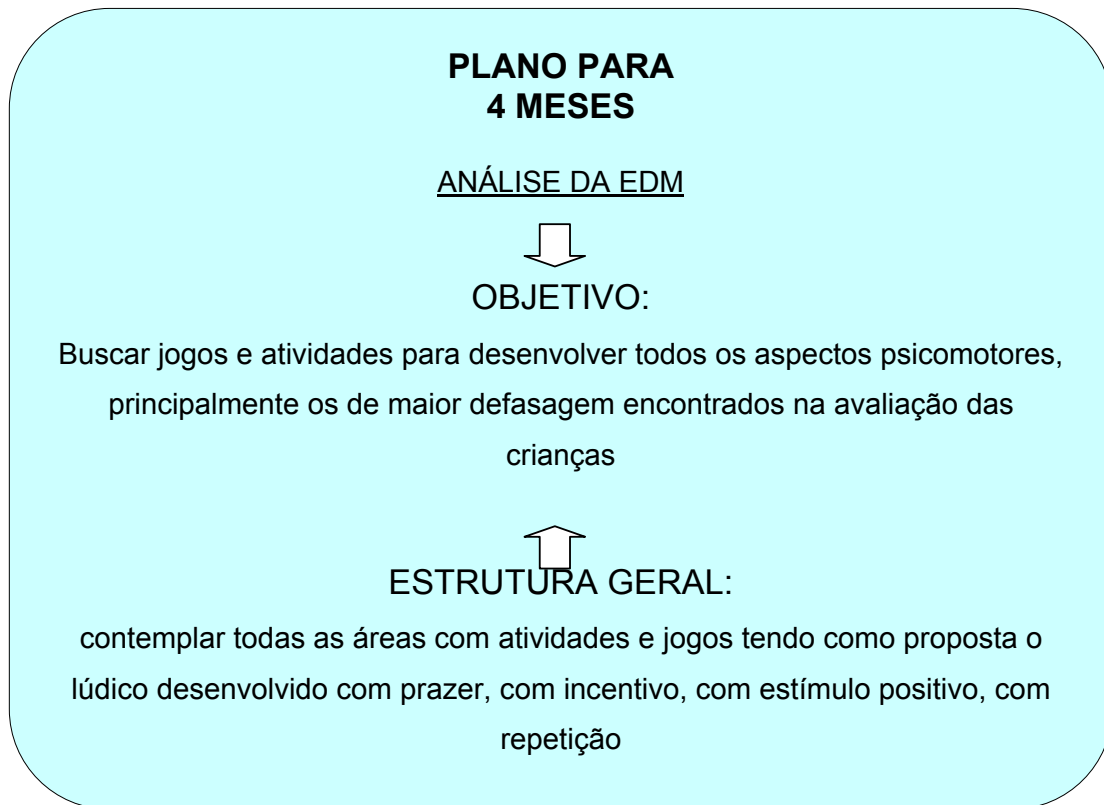 PLANO PARA
4 MESES
ANÁLISE DA EDM
OBJETIVO:
Buscar jogos e atividades para desenvolver todos os aspectos psicomotores,
principalmente os de maior defasagem encontrados na avaliação das
crianças
ESTRUTURA GERAL:
contemplar todas as áreas com atividades e jogos tendo como proposta o
lúdico desenvolvido com prazer, com incentivo, com estímulo positivo, com
repetição